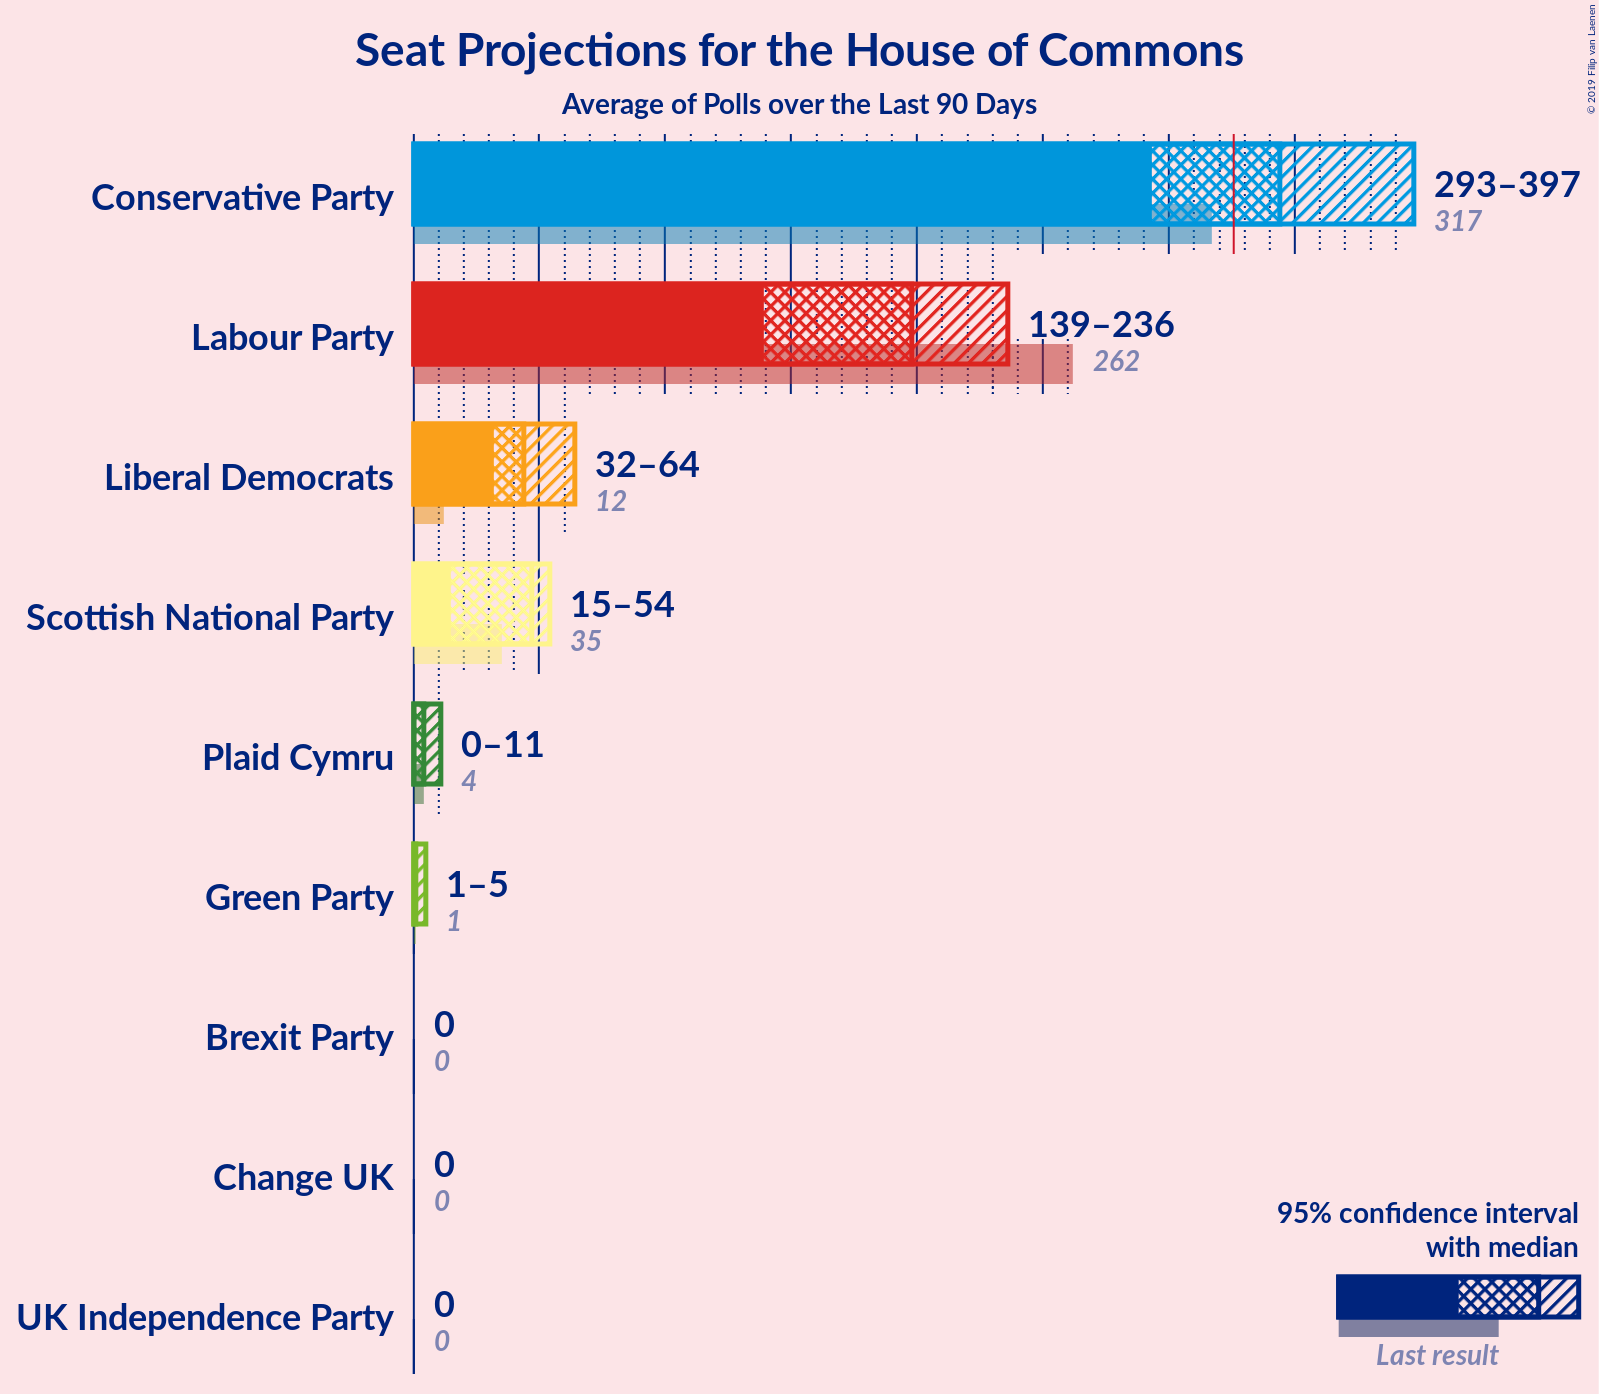 Seat Projections for the House of Commons
Average of Polls over the Last 90 Days
© 2019 Filip van Laenen
Conservative Party
293–397
317
Labour Party
139–236
262
Liberal Democrats
32–64
12
Scottish National Party
15–54
35
Plaid Cymru
0–11
4
Green Party
1–5
1
Brexit Party
0
0
Change UK
0
0
UK Independence Party
0
0
95% confidence interval
with median
Last result